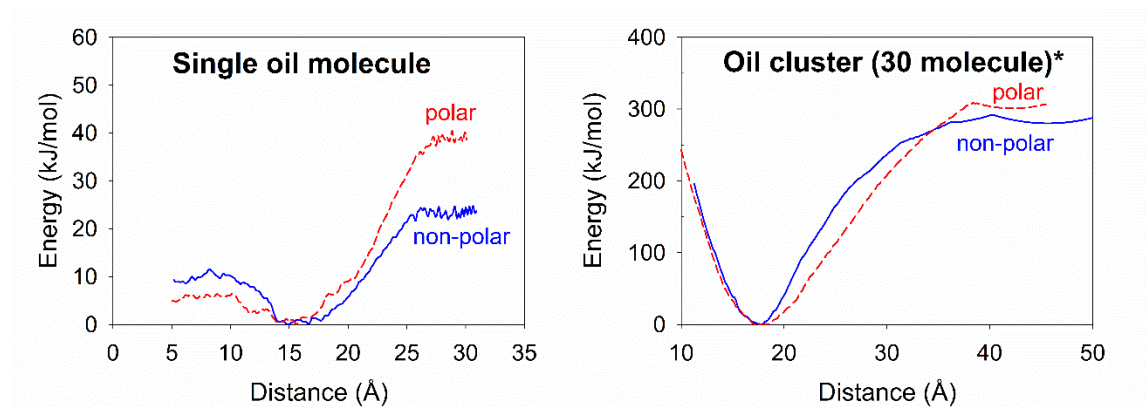 Single oil molecule
Energy (kJ/mol)
60
50
40
30
20
10
0
polar
non-polar
0 5 10 15 20 25 30 35
Distance (Å)
Oil cluster (30 molecule)*
Energy (kJ/mol)
400
300
200
100
0
polar
non-polar
10 20 30 40 50
Distance (Å)